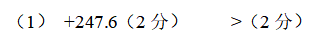 （1） +247.6（2 分） >（2 分）